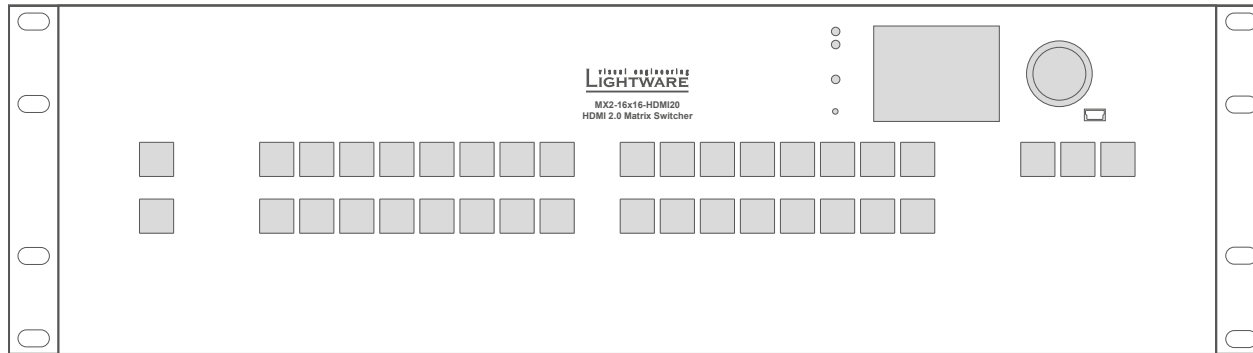 visual engineering
LIGHTWARE
MX2-16x16-HDMI20
HDMI 2.0 Matrix Switcher